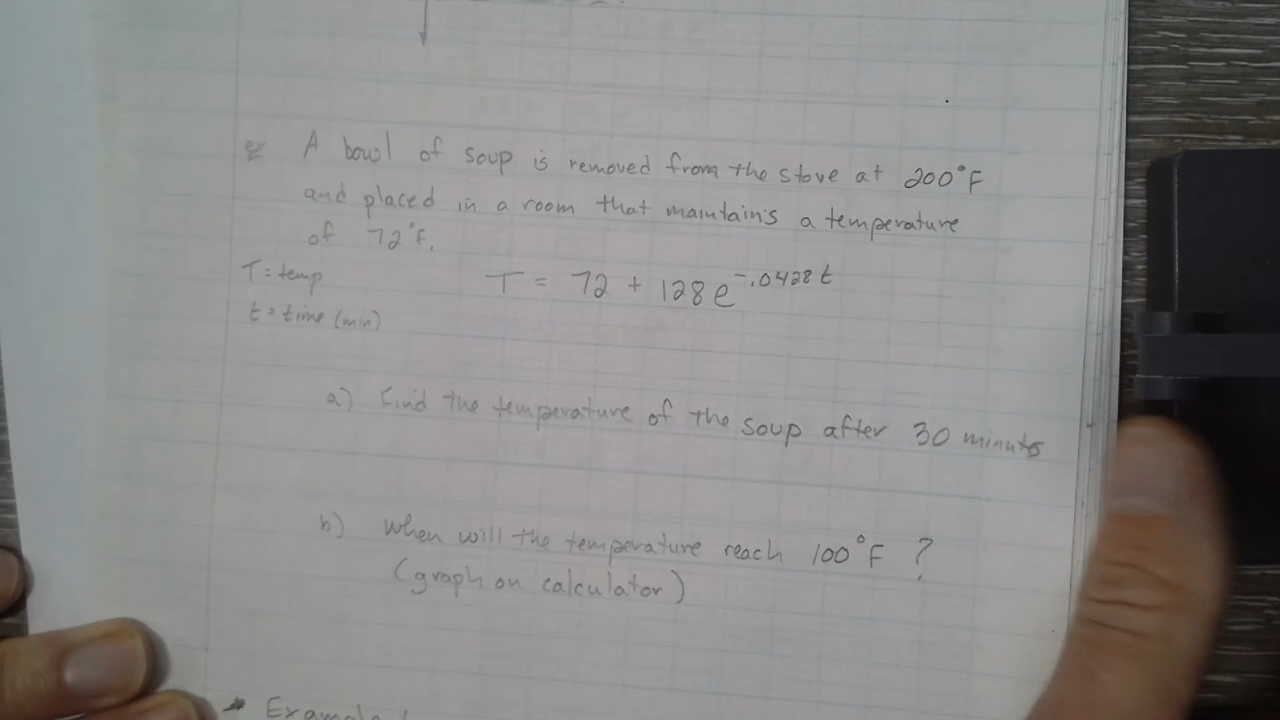 ex A bowl of soup is removed from the stove at 200°F
and placed in a room that maintains a temperature
of 72°F.
T = temp
T = 72 + 128e^-.0428t
t = time (min)
a) Find the temperature of the soup after 30 minutes
b) When will the temperature reach 100°F ?
(graph on calculator)